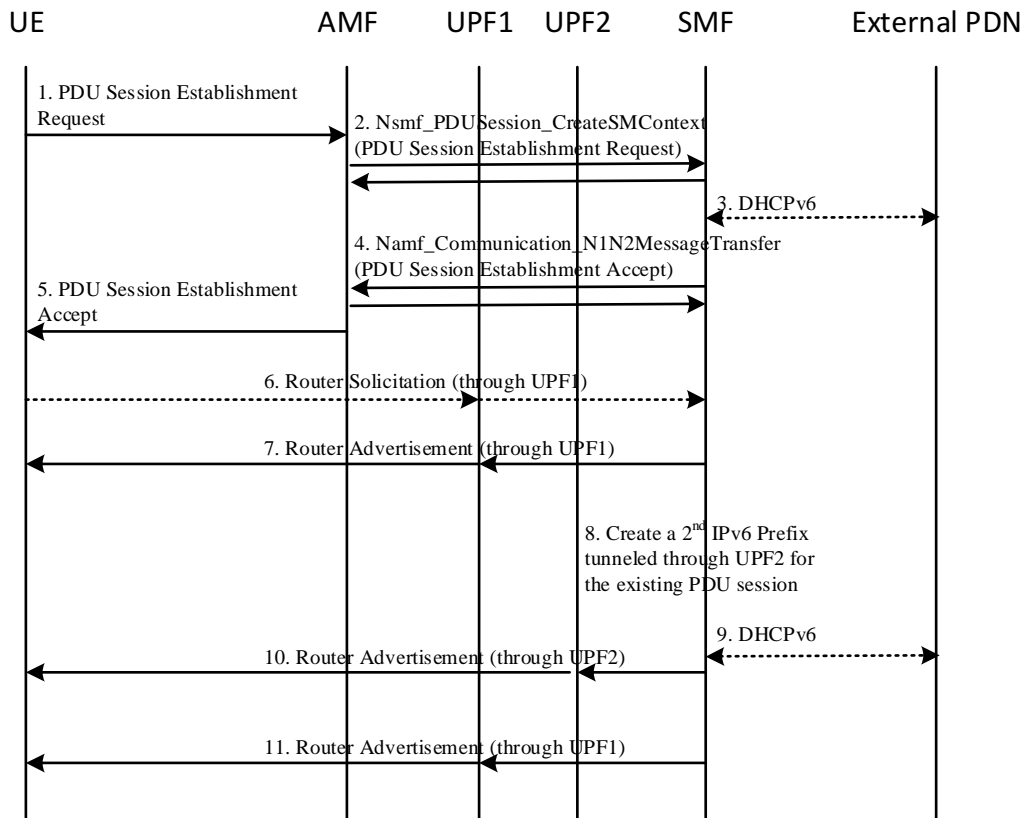 UE AMF UPF1 UPF2 SMF External PDN
1. PDU Session Establishment
Request
2. Nsmf_PDUSession_CreateSMContext
(PDU Session Establishment Request)
3. DHCPv6
4. Namf_Communication_N1N2MessageTransfer
(PDU Session Establishment Accept)
5. PDU Session Establishment
Accept
6. Router Solicitation (through UPF1)
7. Router Advertisement (through UPF1)
8. Create a 2nd IPv6 Prefix
tunneled through UPF2 for
the existing PDU session
9. DHCPv6
10. Router Advertisement (through UPF2)
11. Router Advertisement (through UPF1)